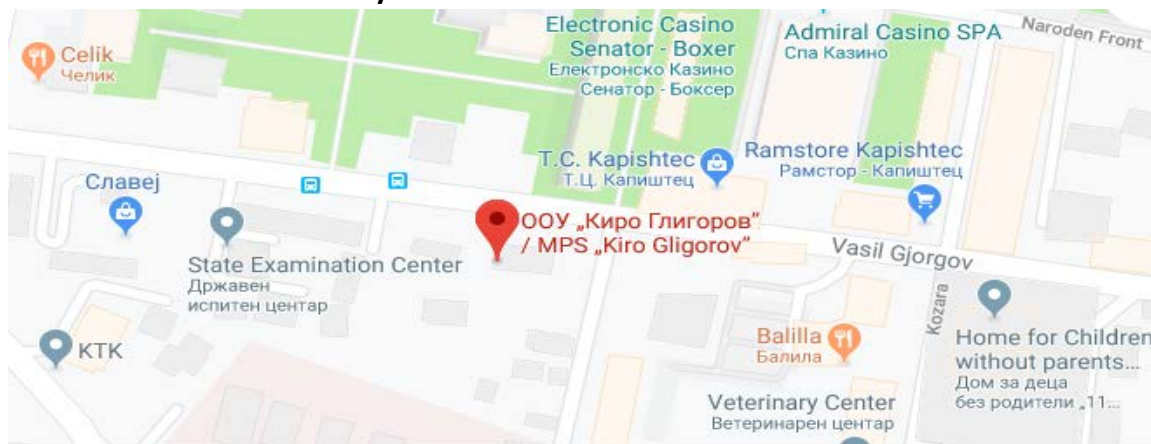 Celik
Челик
Electronic Casino
Senator - Boxer
Електронско Казино
Сенатор - Боксер
Admiral Casino SPA
Спа Казино
Naroden Front
T.C. Kapishtec
Т.Ц. Капиштец
Ramstore Kapishtec
Рамстор - Капиштец
Славеј
ООУ „Киро Глигоров”
/ MPS „Kiro Gligorov”
Vasil Gjorgov
State Examination Center
Државен
испитен центар
Kozara
KTK
Balilla
Балила
Home for Children
without parents...
Дом за деца
без родители „11...
Veterinary Center
Ветеринарен центар